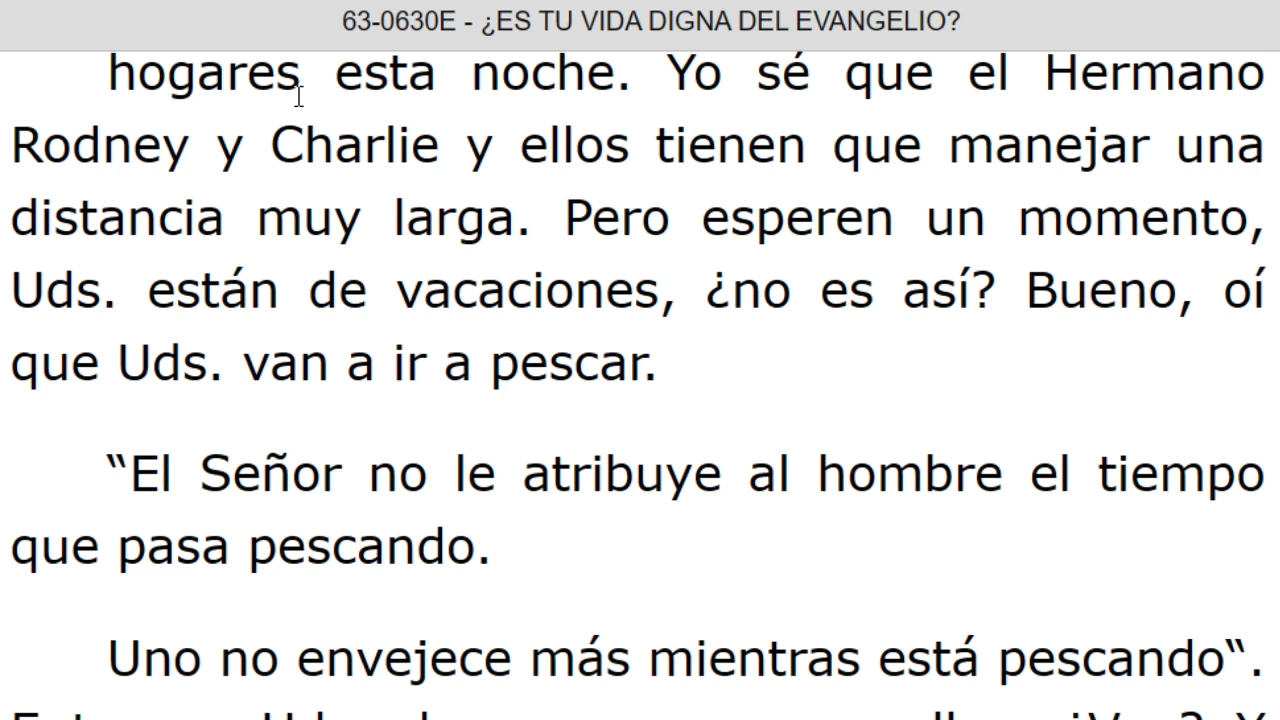 63-0630E - ¿ES TU VIDA DIGNA DEL EVANGELIO?
hogares esta noche. Yo sé que el Hermano
Rodney y Charlie y ellos tienen que manejar una
distancia muy larga. Pero esperen un momento,
Uds. están de vacaciones, ¿no es así? Bueno, oí
que Uds. van a ir a pescar.
“El Señor no le atribuye al hombre el tiempo
que pasa pescando.
Uno no envejece más mientras está pescando“.